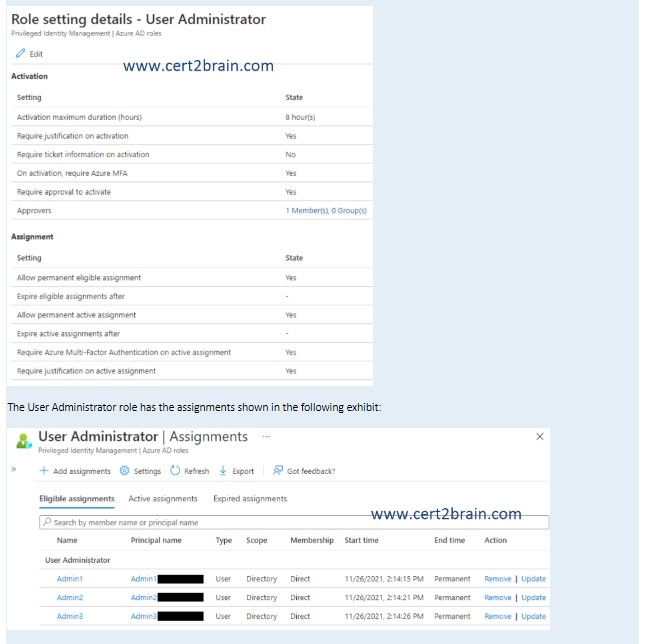 Role setting details - User Administrator
Privileged Identity Management | Azure AD roles
Edit
www.cert2brain.com
Activation
Setting State
Activation maximum duration (hours) 8 hour(s)
Require justification on activation Yes
Require ticket information on activation No
On activation, require Azure MFA Yes
Require approval to activate Yes
Approvers 1 Member(s), 0 Group(s)
Assignment
Setting State
Allow permanent eligible assignment Yes
Expire eligible assignments after -
Allow permanent active assignment Yes
Expire active assignments after -
Require Azure Multi-Factor Authentication on active assignment Yes
Require justification on active assignment Yes
The User Administrator role has the assignments shown in the following exhibit:
User Administrator | Assignments ...
Privileged Identity Management | Azure AD roles
Add assignments Settings Refresh Export Got feedback?
Eligible assignments Active assignments Expired assignments
www.cert2brain.com
Search by member name or principal name
Name Principal name Type Scope Membership Start time End time Action
User Administrator
Admin1 Admin1 User Directory Direct 11/26/2021, 2:14:15 PM Permanent Remove | Update
Admin2 Admin2 User Directory Direct 11/26/2021, 2:14:21 PM Permanent Remove | Update
Admin3 Admin3 User Directory Direct 11/26/2021, 2:14:26 PM Permanent Remove | Update